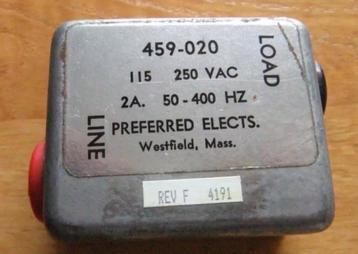 459-020
LOAD
115 250 VAC
2A. 50-400 HZ
LINE
PREFERRED ELECTS.
Westfield, Mass.
REV F 4191